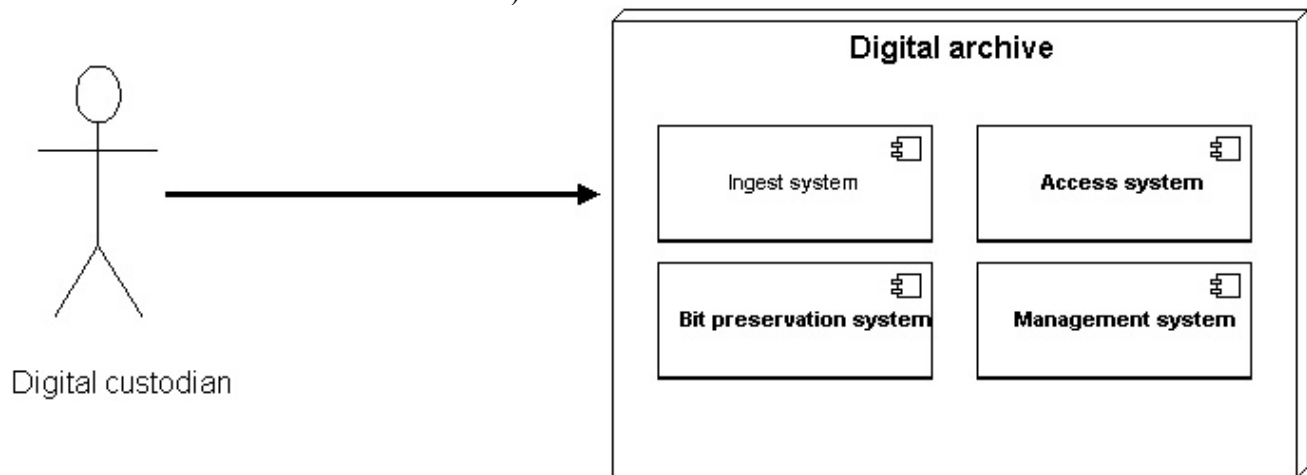 Digital archive
Ingest system
Access system
Bit preservation system
Management system
Digital custodian